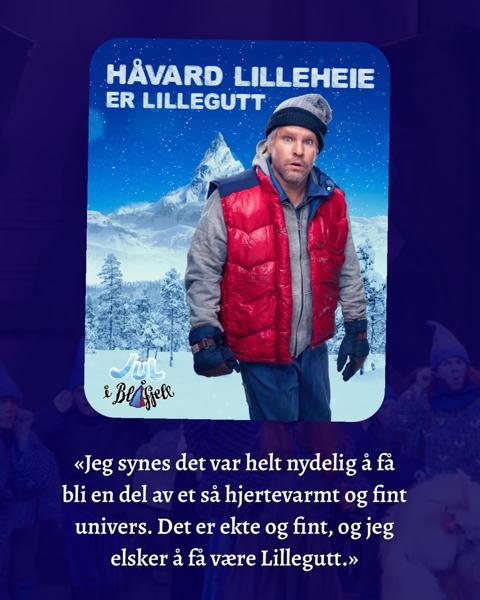 HÅVARD LILLEHEIE
ER LILLEGUTT
Jul
i Blåfjell
«Jeg synes det var helt nydelig å få
bli en del av et så hjertevarmt og fint
univers. Det er ekte og fint, og jeg
elsker å få være Lillegutt.»